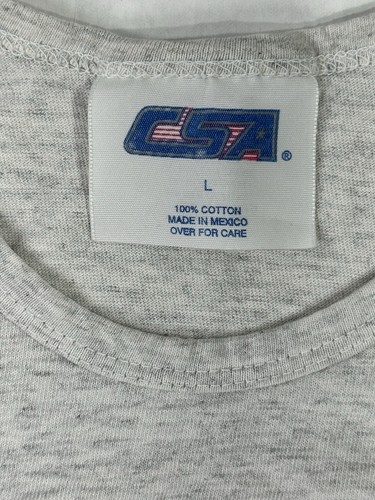 CSA®
L
100% COTTON
MADE IN MEXICO
OVER FOR CARE